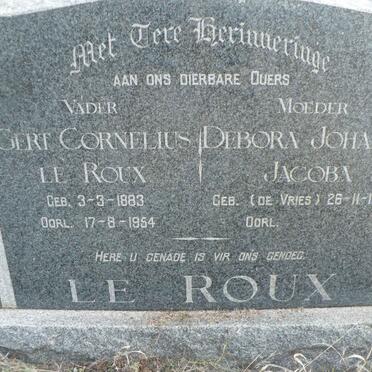 Met Tere Herinneringe
AAN ONS DIERBARE OUERS
VADER MOEDER
GERT CORNELIUS DEBORA JOHA
LE ROUX JACOBA
GEB. 3-3-1883 GEB. (DE VRIES) 26-11-1
OORL. 17-8-1954 OORL.
HERE U GENADE IS VIR ONS GENOEG.
LE ROUX